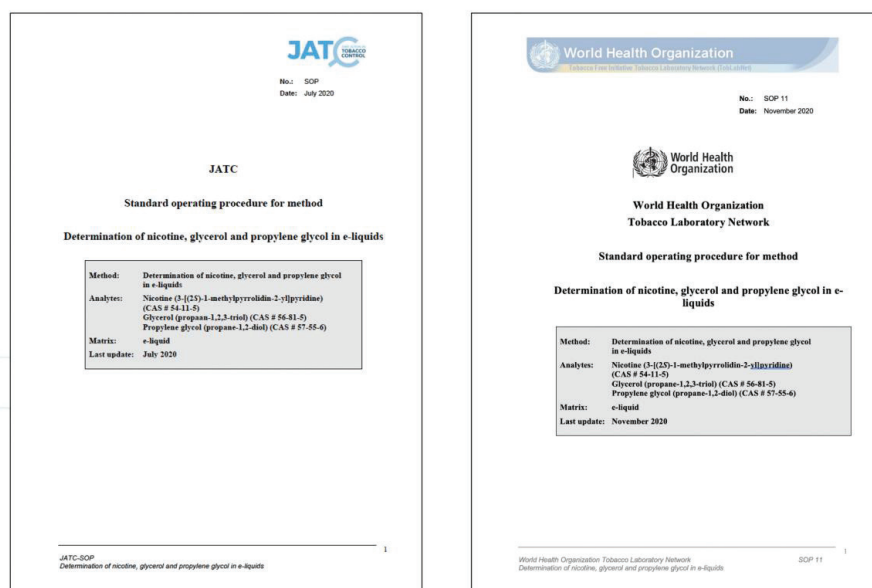 JATC
TOBACCO
CONTROL
No.: SOP
Date: July 2020
JATC
Standard operating procedure for method
Determination of nicotine, glycerol and propylene glycol in e-liquids
Method: Determination of nicotine, glycerol and propylene glycol
in e-liquids
Analytes: Nicotine (3-[(2S)-1-methylpyrrolidin-2-yl]pyridine)
(CAS # 54-11-5)
Glycerol (propaan-1,2,3-triol) (CAS # 56-81-5)
Propylene glycol (propane-1,2-diol) (CAS # 57-55-6)
Matrix: e-liquid
Last update: July 2020
1
JATC-SOP
Determination of nicotine, glycerol and propylene glycol in e-liquids
World Health Organization
Tobacco Free Initiative Tobacco Laboratory Network (TobLabNet)
No.: SOP 11
Date: November 2020
World Health
Organization
World Health Organization
Tobacco Laboratory Network
Standard operating procedure for method
Determination of nicotine, glycerol and propylene glycol in e-
liquids
Method: Determination of nicotine, glycerol and propylene glycol
in e-liquids
Analytes: Nicotine (3-[(2S)-1-methylpyrrolidin-2-yl]pyridine)
(CAS # 54-11-5)
Glycerol (propane-1,2,3-triol) (CAS # 56-81-5)
Propylene glycol (propane-1,2-diol) (CAS # 57-55-6)
Matrix: e-liquid
Last update: November 2020
1
World Health Organization Tobacco Laboratory Network SOP 11
Determination of nicotine, glycerol and propylene glycol in e-liquids